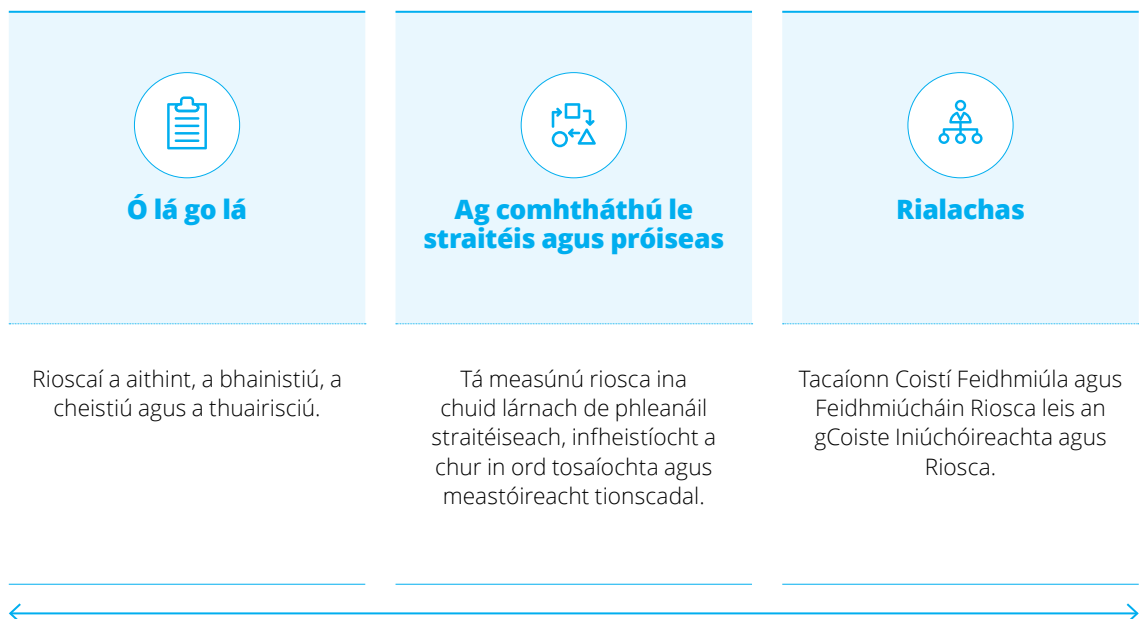 Ó lá go lá
Rioscaí a aithint, a bhainistiú, a
cheistiú agus a thuairisciú.
Ag comhtháthú le
straitéis agus próiseas
Tá measúnú riosca ina
chuid lárnach de phleanáil
straitéiseach, infheistíocht a
chur in ord tosaíochta agus
meastóireacht tionscadal.
Rialachas
Tacaíonn Coistí Feidhmiúla agus
Feidhmiúcháin Riosca leis an
gCoiste Iniúchóireachta agus
Riosca.